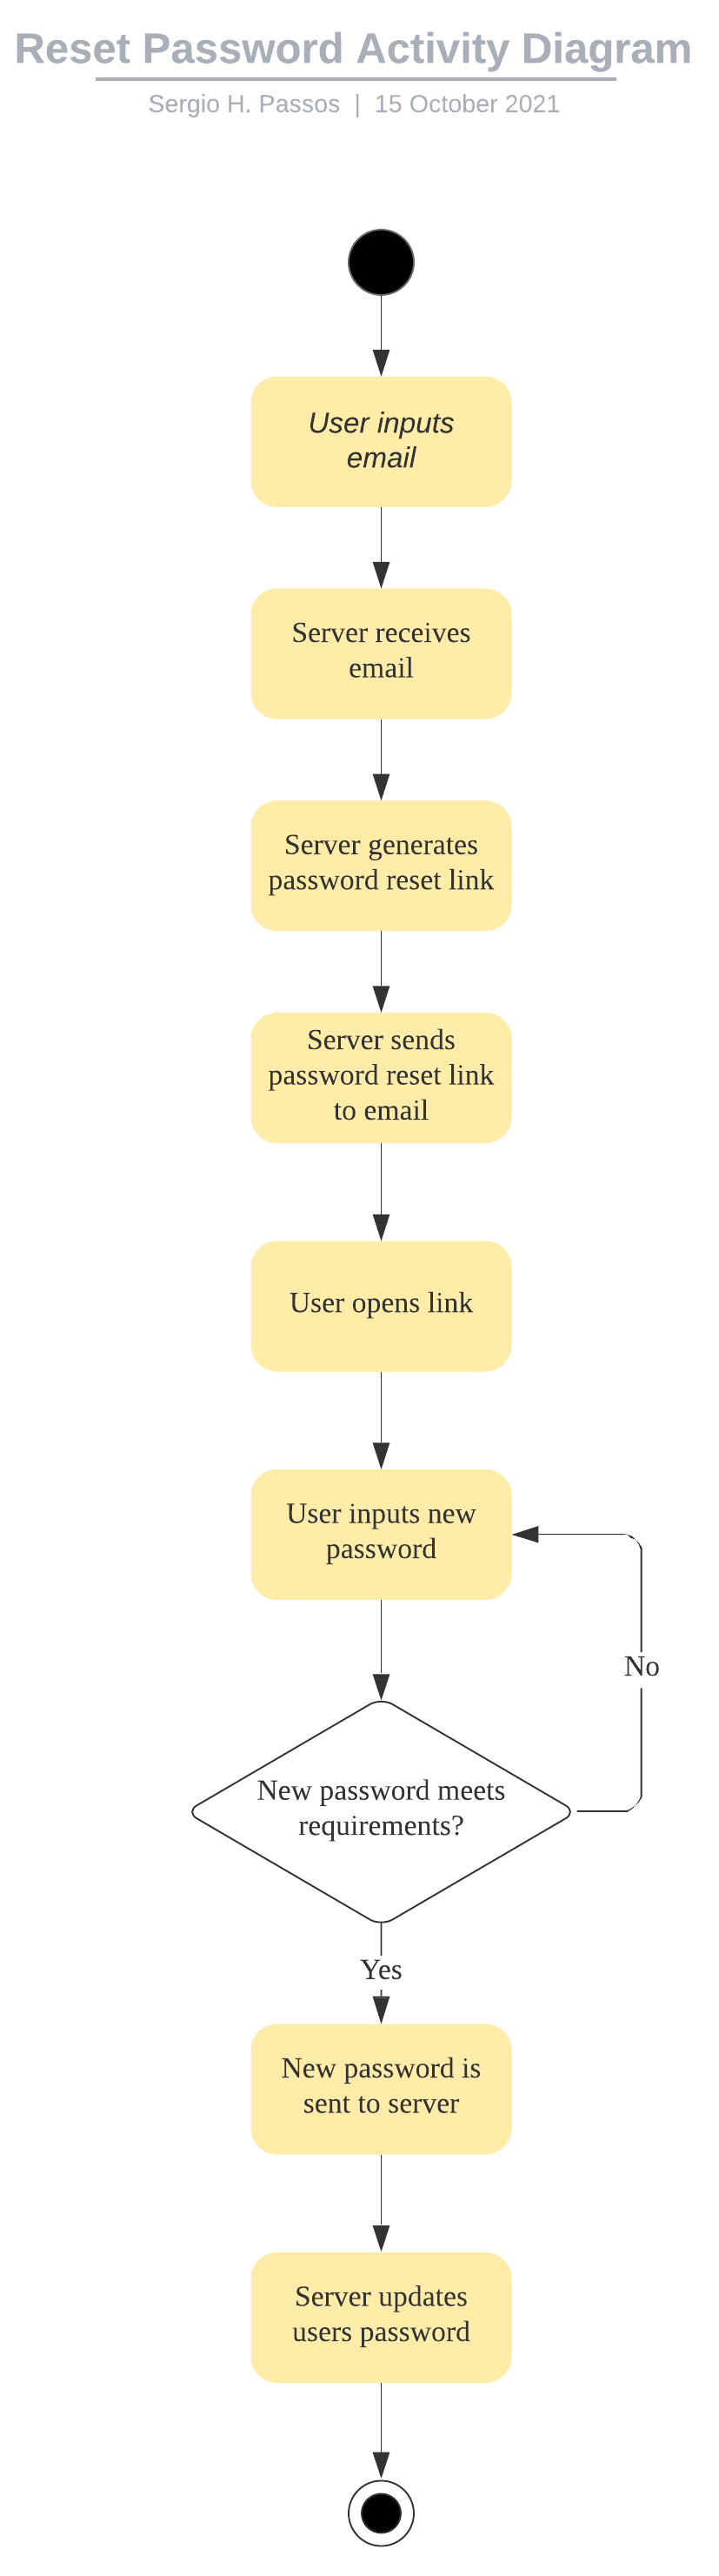 Reset Password Activity Diagram
Sergio H. Passos | 15 October 2021
User inputs
email
Server receives
email
Server generates
password reset link
Server sends
password reset link
to email
User opens link
User inputs new
password
No
New password meets
requirements?
Yes
New password is
sent to server
Server updates
users password